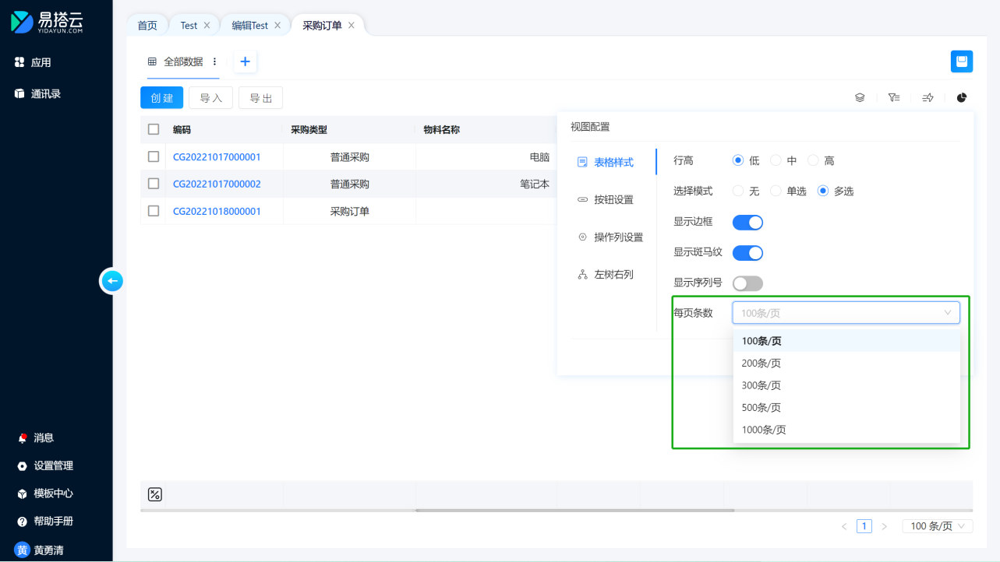 易搭云
YIDAYUN.COM
应用
通讯录
消息
设置管理
模板中心
帮助手册
黄 黄勇清
首页 Test 编辑Test 采购订单
全部数据
创 建 导 入 导 出
编码 采购类型 物料名称
CG20221017000001 普通采购 电脑
CG20221017000002 普通采购 笔记本
CG20221018000001 采购订单
视图配置
表格样式
按钮设置
操作列设置
左树右列
行高 低 中 高
选择模式 无 单选 多选
显示边框
显示斑马纹
显示序列号
每页条数 100条/页
100条/页
200条/页
300条/页
500条/页
1000条/页
< 1 > 100 条/页